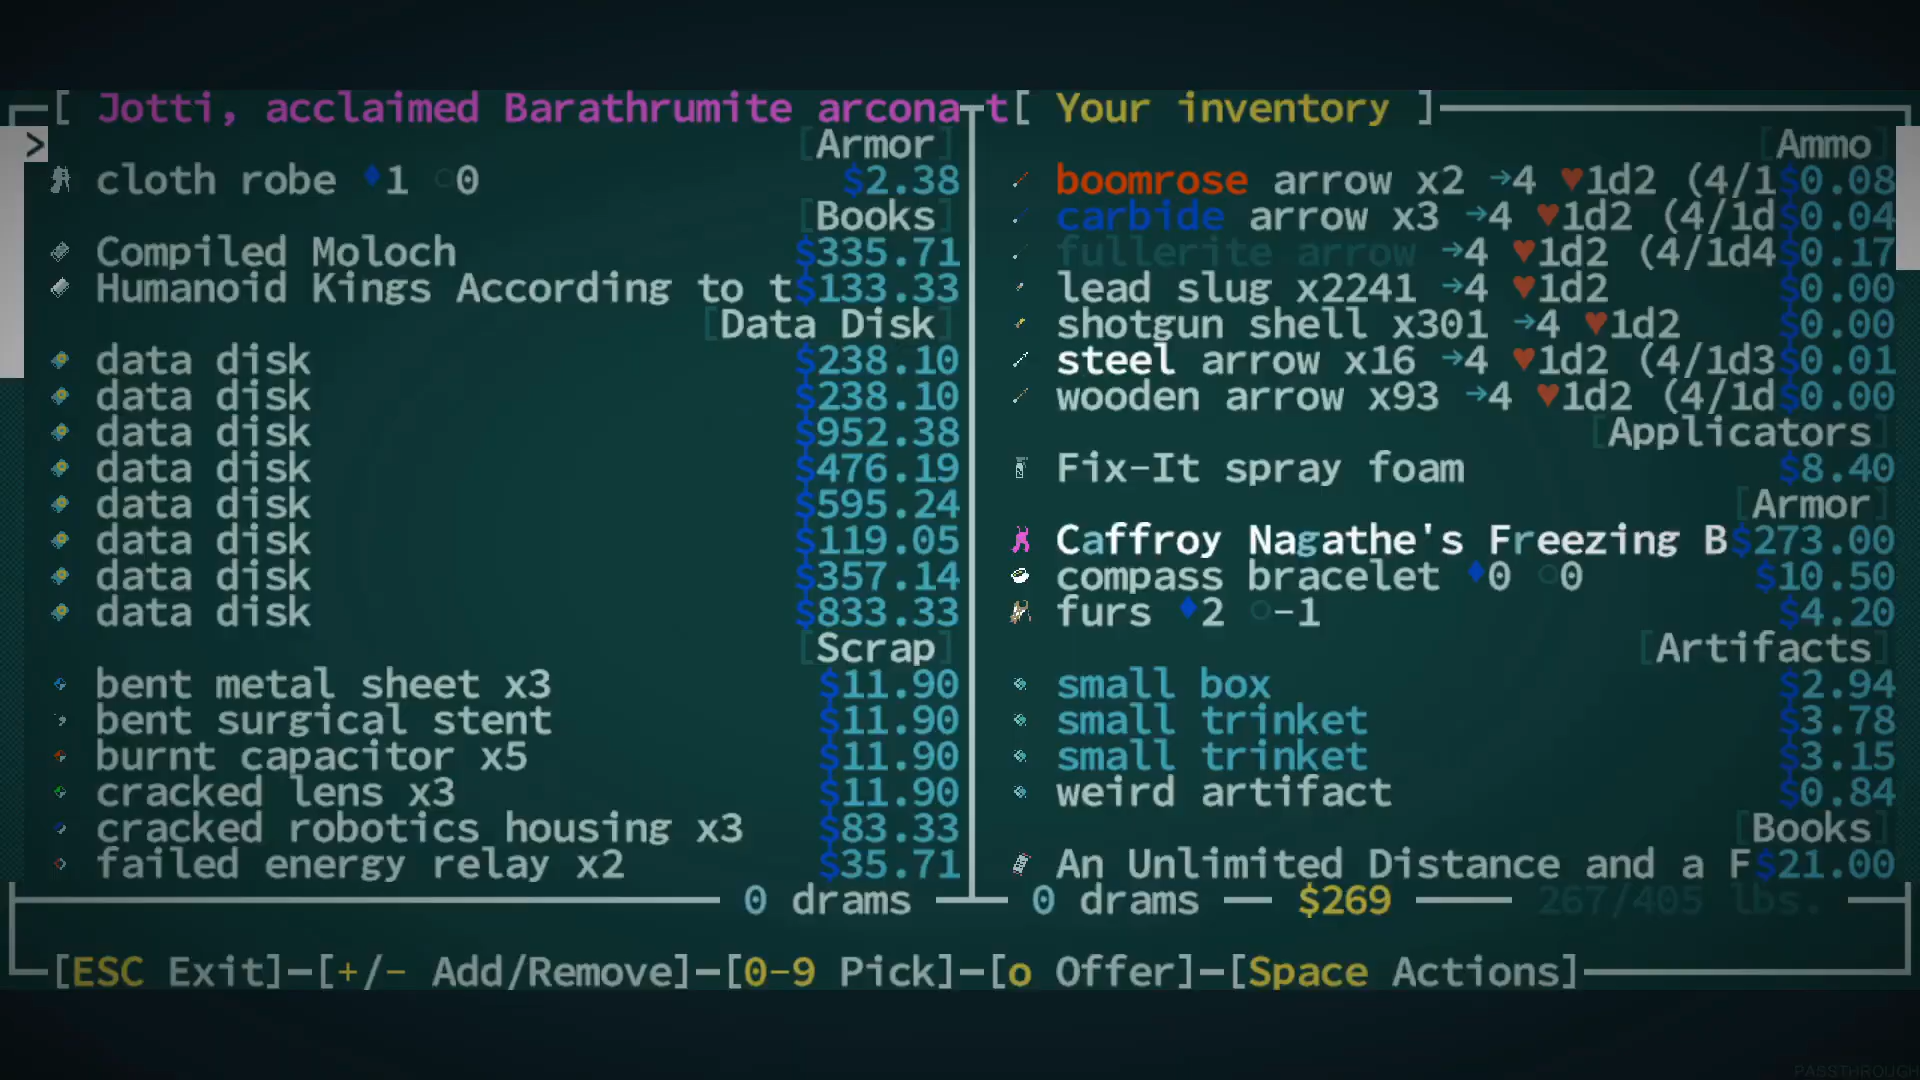 [ Jotti, acclaimed Barathrumite arcona t[ Your inventory ]
>
[Armor]
cloth robe ♦1 ○0 $2.38
[Books]
Compiled Moloch $335.71
Humanoid Kings According to t$133.33
[Data Disk]
data disk $238.10
data disk $238.10
data disk $952.38
data disk $476.19
data disk $595.24
data disk $119.05
data disk $357.14
data disk $833.33
[Scrap]
bent metal sheet x3 $11.90
bent surgical stent $11.90
burnt capacitor x5 $11.90
cracked lens x3 $11.90
cracked robotics housing x3 $83.33
failed energy relay x2 $35.71
0 drams
[Ammo]
boomrose arrow x2 →4 ♥1d2 (4/1$0.08
carbide arrow x3 →4 ♥1d2 (4/1d$0.04
fullerite arrow →4 ♥1d2 (4/1d4$0.17
lead slug x2241 →4 ♥1d2 $0.00
shotgun shell x301 →4 ♥1d2 $0.00
steel arrow x16 →4 ♥1d2 (4/1d3$0.01
wooden arrow x93 →4 ♥1d2 (4/1d$0.00
[Applicators]
Fix-It spray foam $8.40
[Armor]
Caffroy Nagathe's Freezing B$273.00
compass bracelet ♦0 ○0 $10.50
furs ♦2 ○-1 $4.20
[Artifacts]
small box $2.94
small trinket $3.78
small trinket $3.15
weird artifact $0.84
[Books]
An Unlimited Distance and a F$21.00
0 drams $269 267/405 lbs.
[ESC Exit]-[+/- Add/Remove]-[0-9 Pick]-[o Offer]-[Space Actions]
PASSTHROUGH